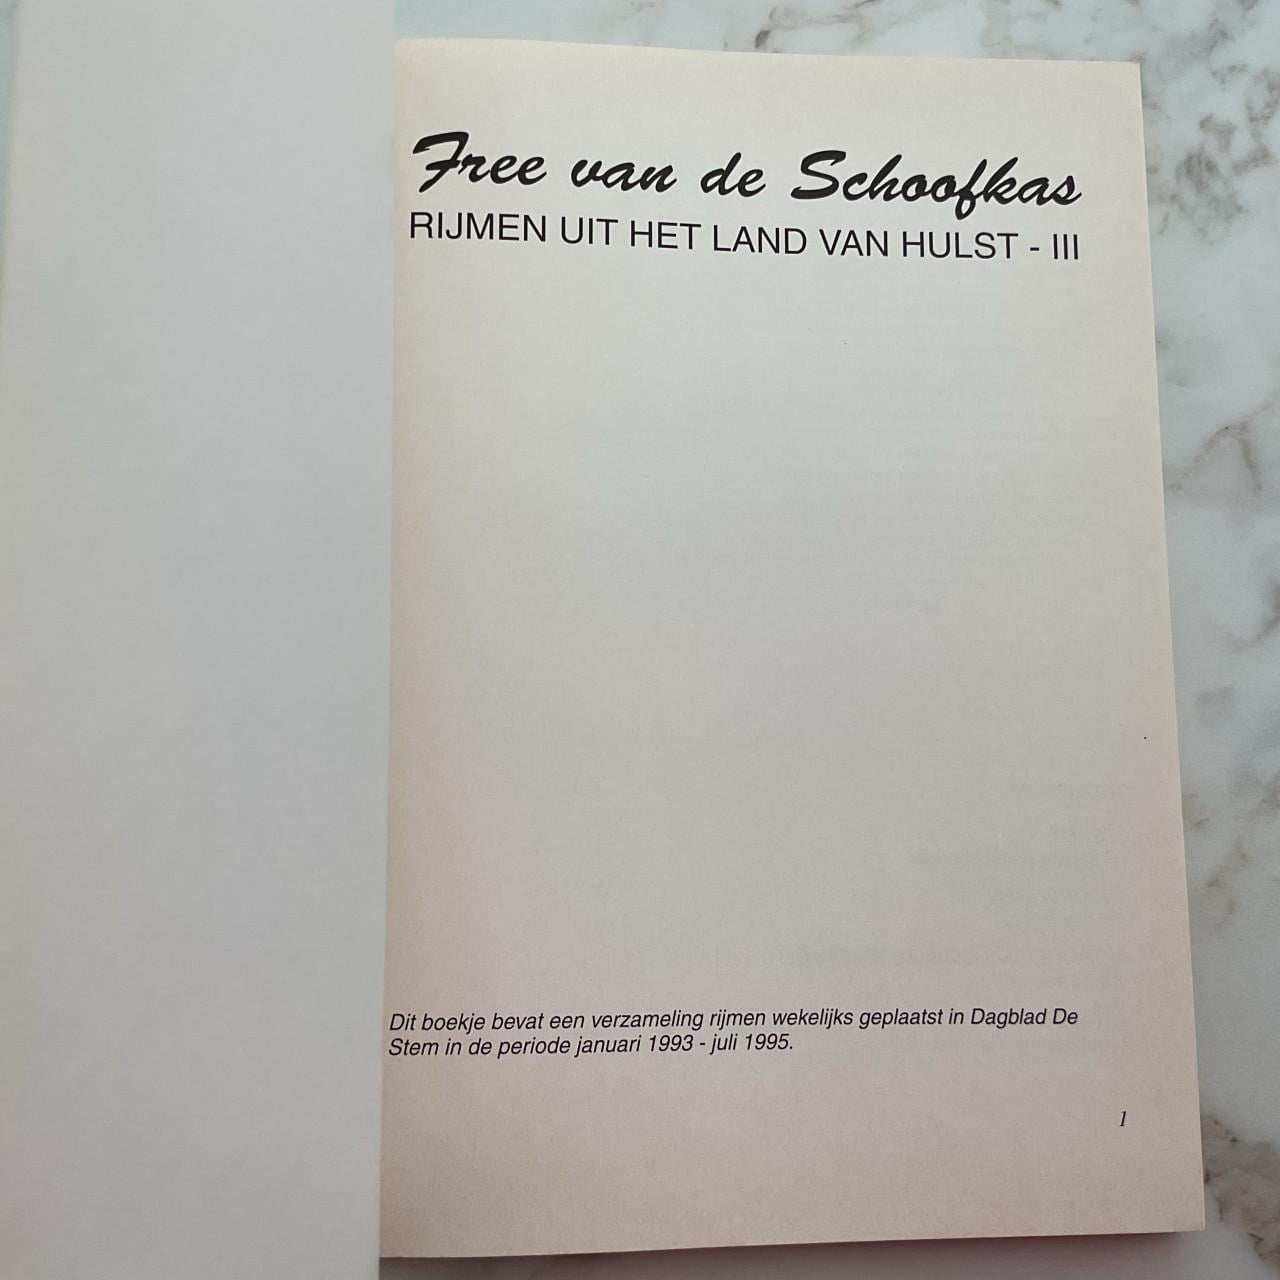 Free van de Schoofkas
RIJMEN UIT HET LAND VAN HULST - III
Dit boekje bevat een verzameling rijmen wekelijks geplaatst in Dagblad De
Stem in de periode januari 1993 - juli 1995.
1